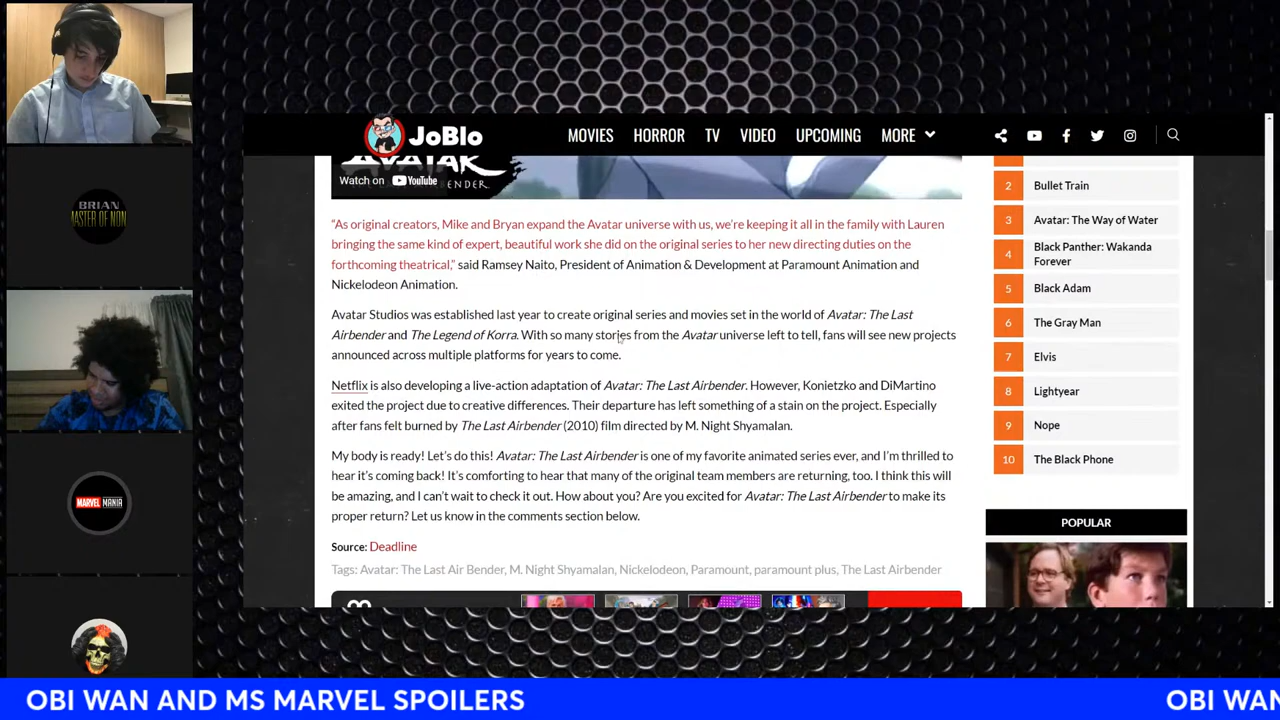 JoBlo
MOVIES HORROR TV VIDEO UPCOMING MORE
AVATAR
Watch on YouTube
“As original creators, Mike and Bryan expand the Avatar universe with us, we’re keeping it all in the family with Lauren
bringing the same kind of expert, beautiful work she did on the original series to her new directing duties on the
forthcoming theatrical,” said Ramsey Naito, President of Animation & Development at Paramount Animation and
Nickelodeon Animation.
Avatar Studios was established last year to create original series and movies set in the world of Avatar: The Last
Airbender and The Legend of Korra. With so many stories from the Avatar universe left to tell, fans will see new projects
announced across multiple platforms for years to come.
Netflix is also developing a live-action adaptation of Avatar: The Last Airbender. However, Konietzko and DiMartino
exited the project due to creative differences. Their departure has left something of a stain on the project. Especially
after fans felt burned by The Last Airbender (2010) film directed by M. Night Shyamalan.
My body is ready! Let’s do this! Avatar: The Last Airbender is one of my favorite animated series ever, and I’m thrilled to
hear it’s coming back! It’s comforting to hear that many of the original team members are returning, too. I think this will
be amazing, and I can’t wait to check it out. How about you? Are you excited for Avatar: The Last Airbender to make its
proper return? Let us know in the comments section below.
Source: Deadline
Tags: Avatar: The Last Air Bender, M. Night Shyamalan, Nickelodeon, Paramount, paramount plus, The Last Airbender
2 Bullet Train
3 Avatar: The Way of Water
4 Black Panther: Wakanda
Forever
5 Black Adam
6 The Gray Man
7 Elvis
8 Lightyear
9 Nope
10 The Black Phone
POPULAR
BRIAN
MASTER OF NON
MARVEL MANIA
OBI WAN AND MS MARVEL SPOILERS
OBI WAN